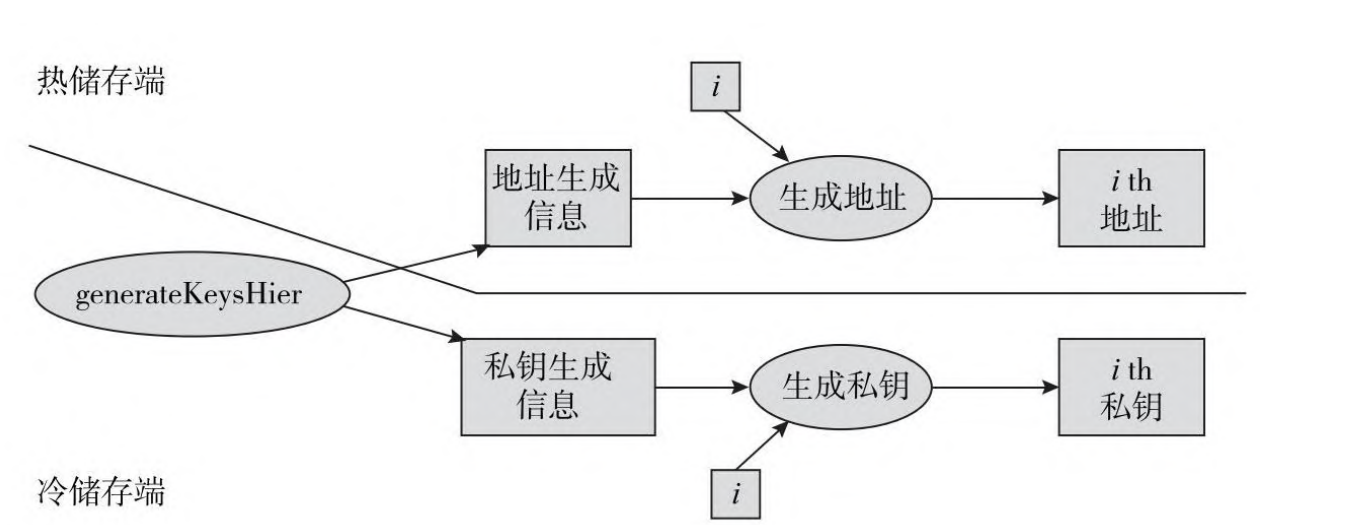 热储存端
i
地址生成
信息
生成地址
i th
地址
generateKeysHier
私钥生成
信息
生成私钥
i th
私钥
i
冷储存端